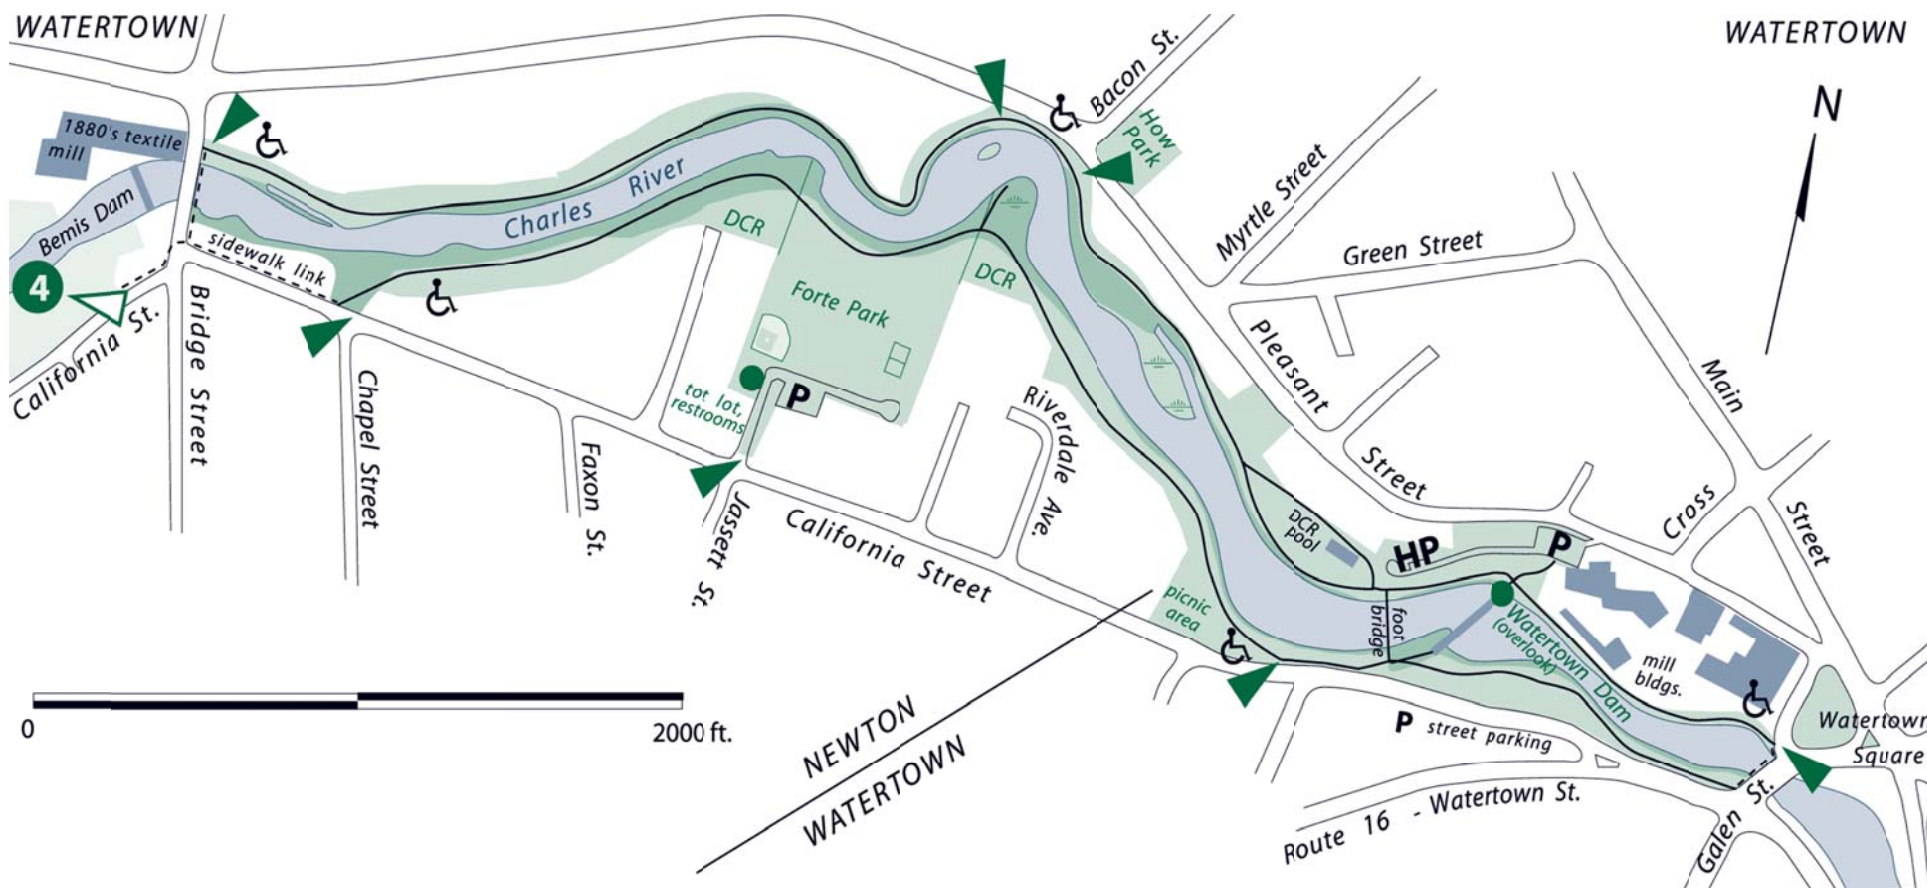 WATERTOWN
WATERTOWN
N
Bacon St.
How
Park
1880's textile
mill
Bemis Dam
Charles River
DCR
DCR
Forte Park
sidewalk link
4
California St.
Bridge Street
Chapel Street
Faxon St.
tot lot,
restrooms
P
Jassett St.
California Street
Riverdale Ave.
Myrtle Street
Green Street
Pleasant
Street
Main
Street
Cross
DCR
pool
HP
P
picnic
area
foot
bridge
Watertown Dam
(overlook)
mill
bldgs.
Watertown
Square
P street parking
Route 16 - Watertown St.
Galen St.
NEWTON
WATERTOWN
0
2000 ft.